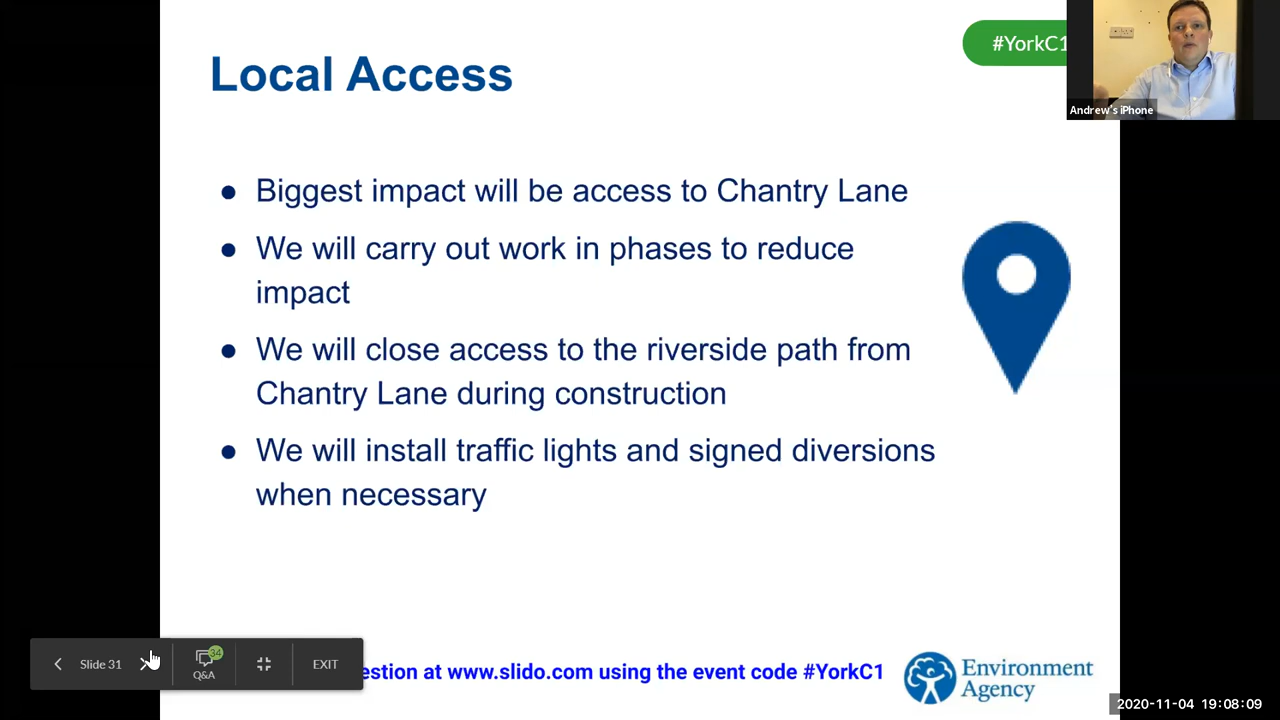 #YorkC1
Local Access
Andrew's iPhone
● Biggest impact will be access to Chantry Lane
● We will carry out work in phases to reduce
impact
● We will close access to the riverside path from
Chantry Lane during construction
● We will install traffic lights and signed diversions
when necessary
Slide 31
34
Q&A
EXIT
estion at www.slido.com using the event code #YorkC1
Environment
Agency
2020-11-04 19:08:09